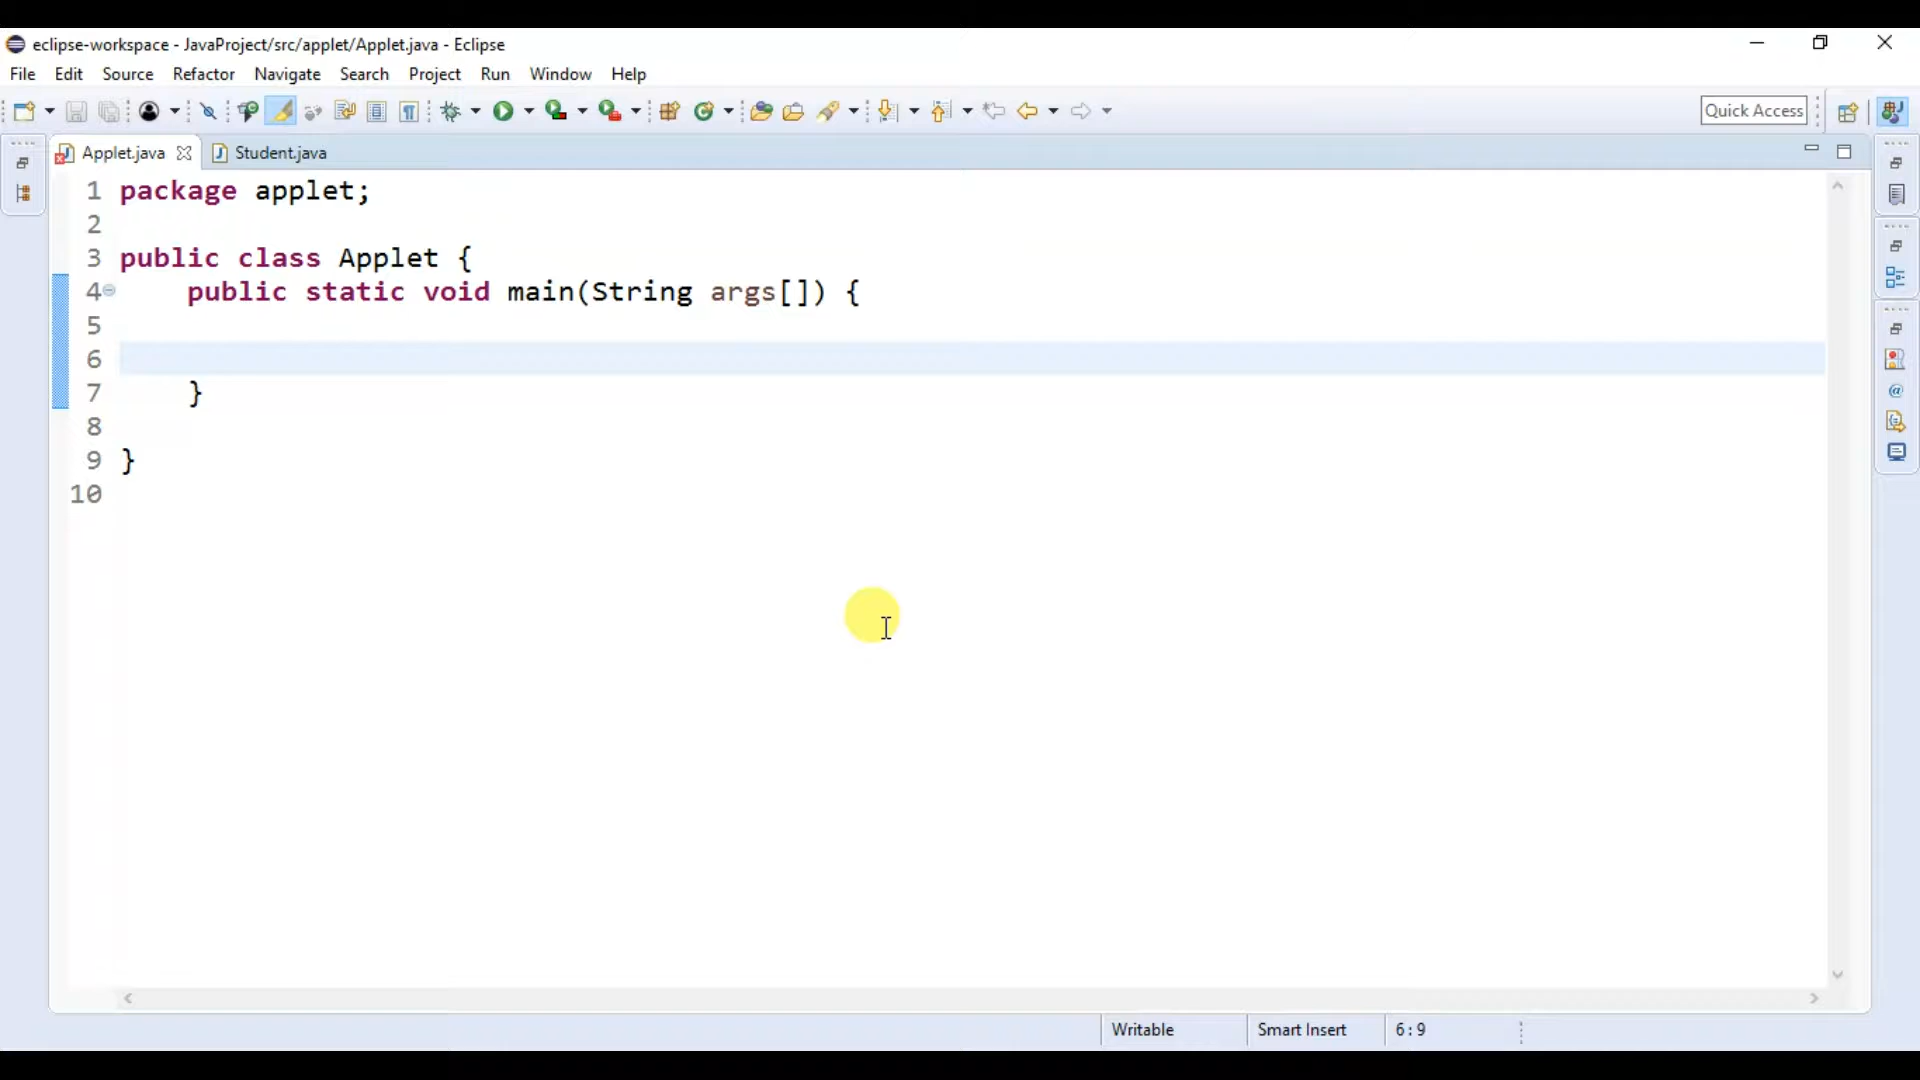 eclipse-workspace - JavaProject/src/applet/Applet.java - Eclipse
File Edit Source Refactor Navigate Search Project Run Window Help
Quick Access
Applet.java Student.java
1 package applet;
2
3 public class Applet {
4 public static void main(String args[]) {
5
6
7 }
8
9 }
10
Writable Smart Insert 6 : 9